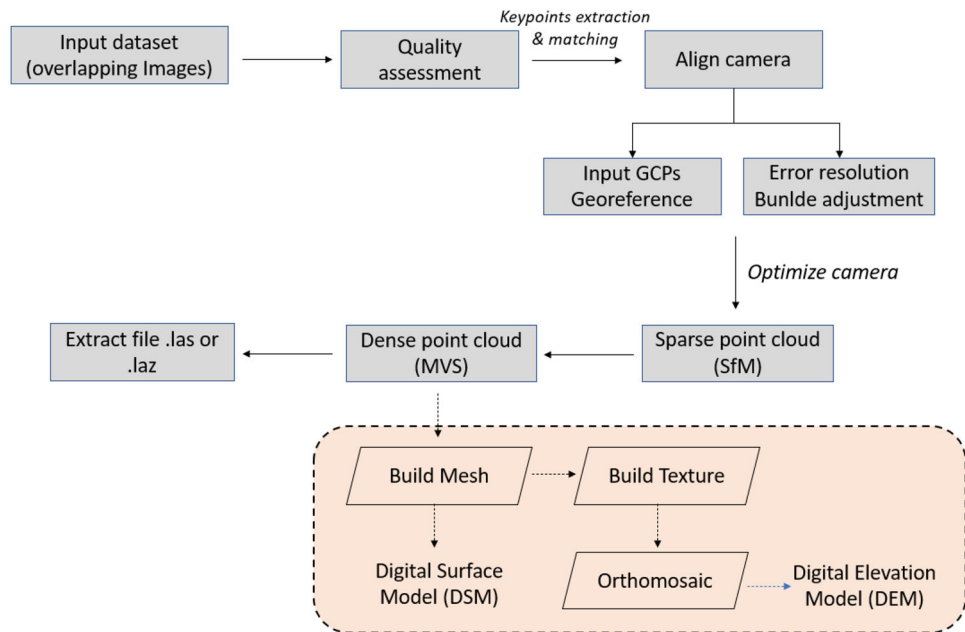 Input dataset
(overlapping Images)
Quality
assessment
Keypoints extraction
& matching
Align camera
Input GCPs
Georeference
Error resolution
Bunlde adjustment
Optimize camera
Extract file .las or
.laz
Dense point cloud
(MVS)
Sparse point cloud
(SfM)
Build Mesh
Build Texture
Digital Surface
Model (DSM)
Orthomosaic
Digital Elevation
Model (DEM)